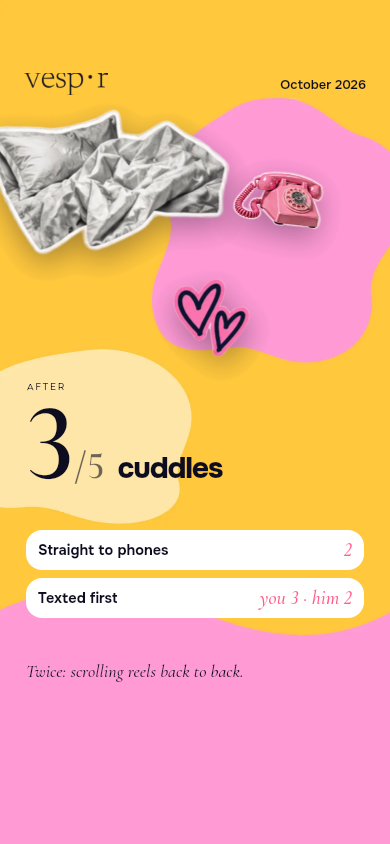 vesp·r
October 2026
AFTER
3/5 cuddles
Straight to phones 2
Texted first you 3 · him 2
Twice: scrolling reels back to back.